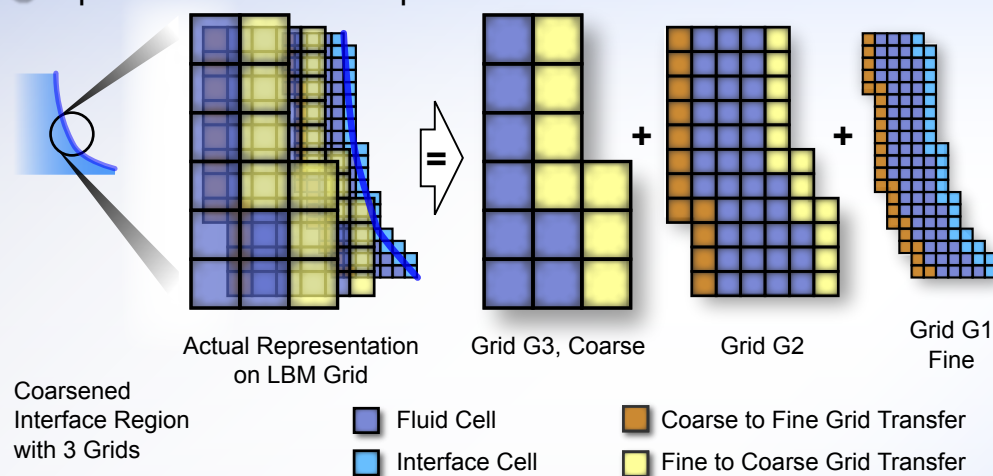 =
+
+
Actual Representation
on LBM Grid
Grid G3, Coarse
Grid G2
Grid G1
Fine
Coarsened
Interface Region
with 3 Grids
Fluid Cell
Coarse to Fine Grid Transfer
Interface Cell
Fine to Coarse Grid Transfer